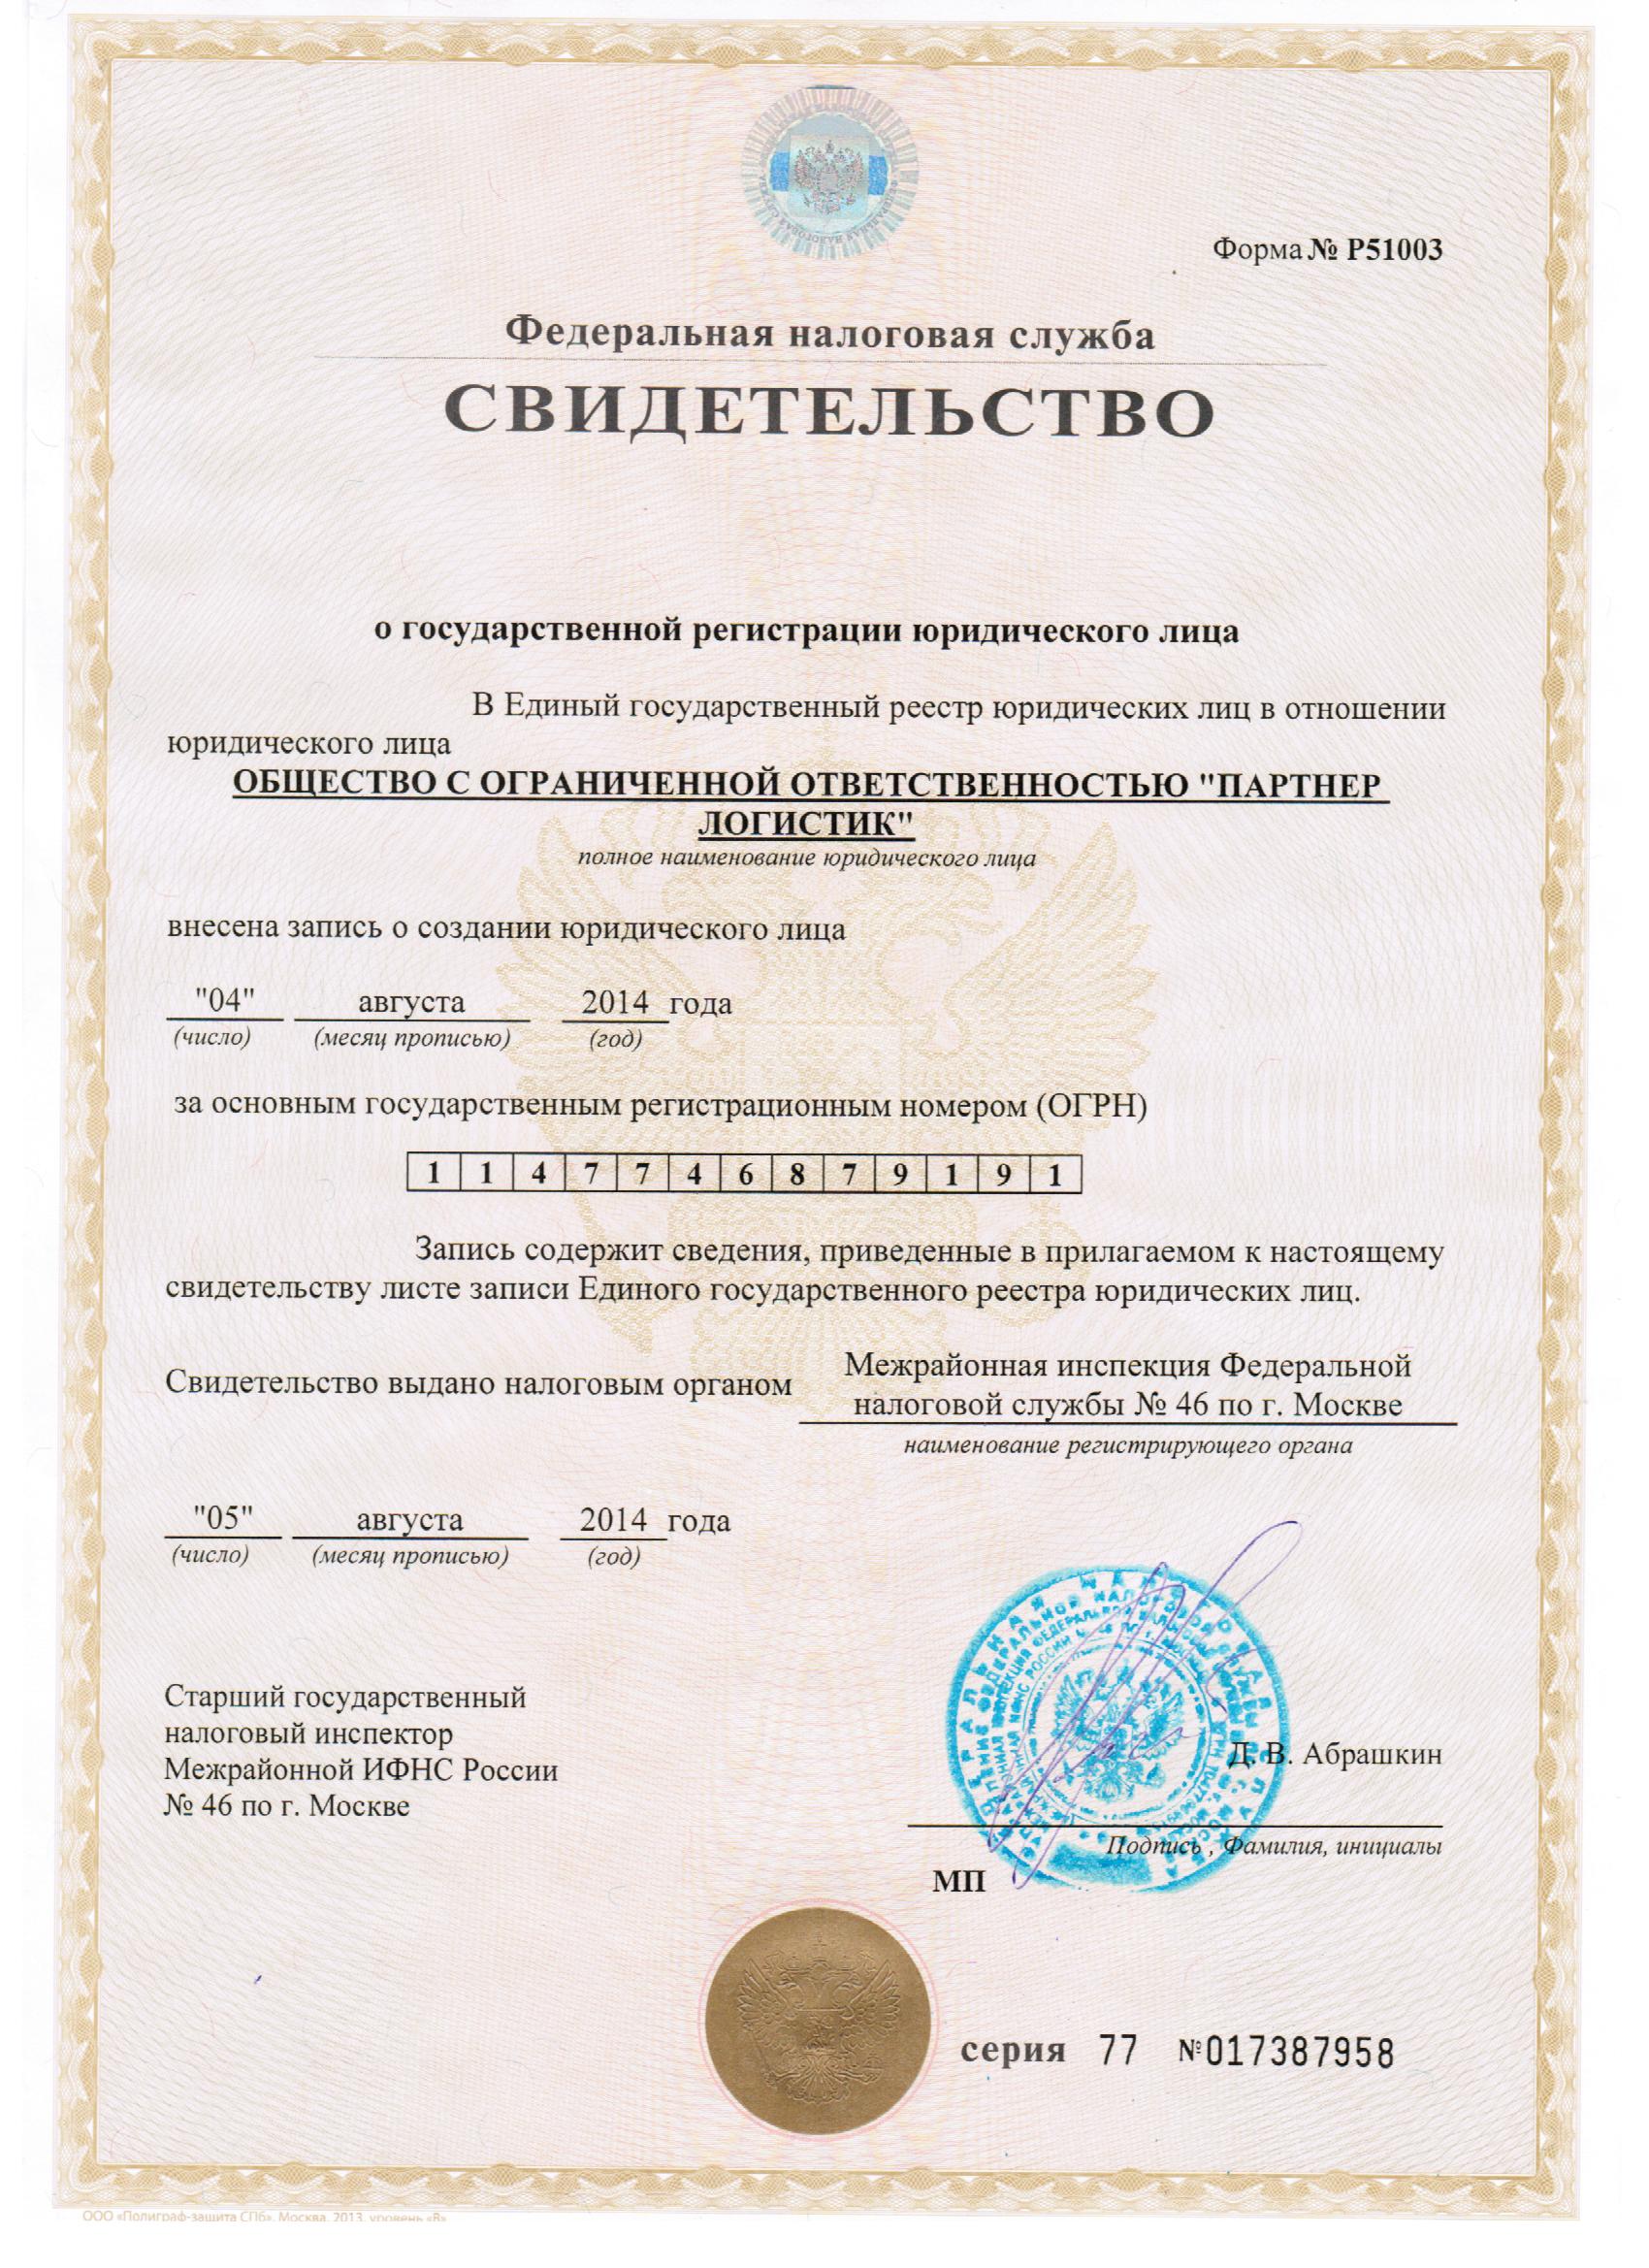 Форма № Р51003
Федеральная налоговая служба
СВИДЕТЕЛЬСТВО
о государственной регистрации юридического лица
В Единый государственный реестр юридических лиц в отношении
юридического лица
ОБЩЕСТВО С ОГРАНИЧЕННОЙ ОТВЕТСТВЕННОСТЬЮ "ПАРТНЕР
ЛОГИСТИК"
полное наименование юридического лица
внесена запись о создании юридического лица
"04" августа 2014 года
(число) (месяц прописью) (год)
за основным государственным регистрационным номером (ОГРН)
1 1 4 7 7 4 6 8 7 9 1 9 1
Запись содержит сведения, приведенные в прилагаемом к настоящему
свидетельству листе записи Единого государственного реестра юридических лиц.
Свидетельство выдано налоговым органом
Межрайонная инспекция Федеральной
налоговой службы № 46 по г. Москве
наименование регистрирующего органа
"05" августа 2014 года
(число) (месяц прописью) (год)
Старший государственный
налоговый инспектор
Межрайонной ИФНС России
№ 46 по г. Москве
Д. В. Абрашкин
Подпись , Фамилия, инициалы
МП
серия 77 №017387958
ООО «Полиграф-защита СПб», Москва, 2013, уровень «В»